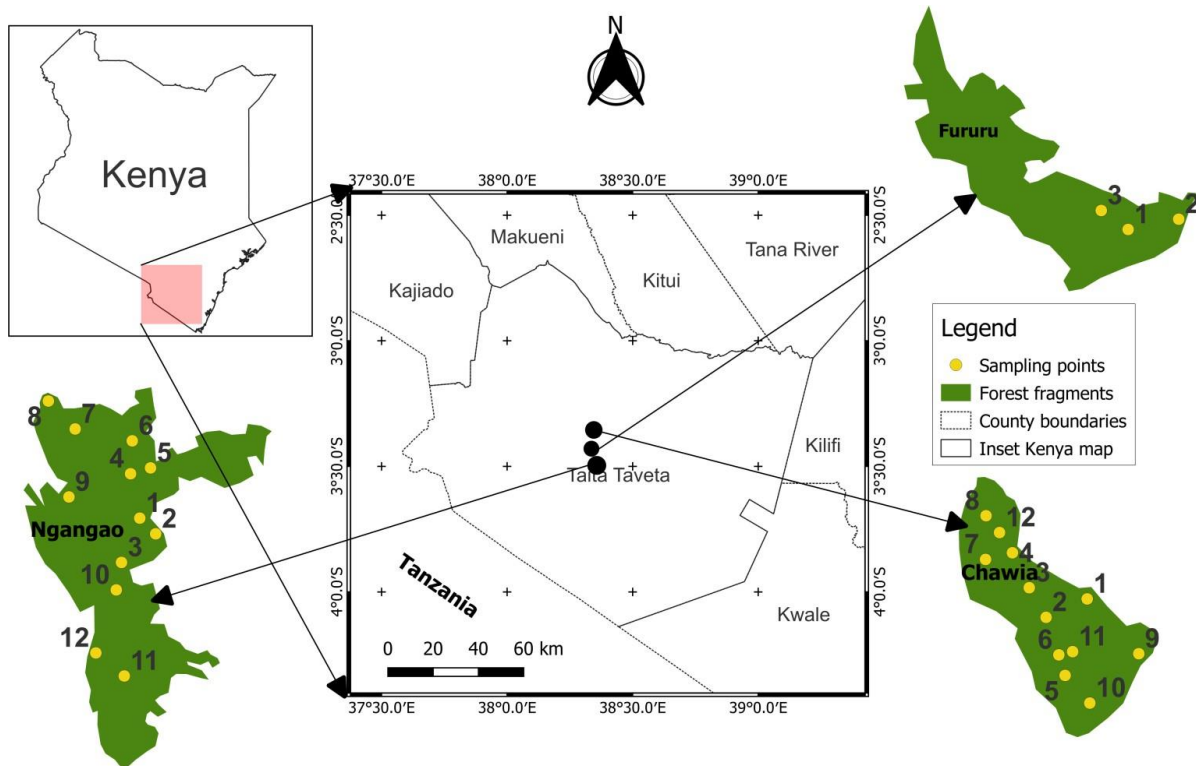 N
Kenya
37°30.0'E 38°0.0'E 38°30.0'E 39°0.0'E
2°30.0'S
3°0.0'S
3°30.0'S
4°0.0'S
2°30.0'S
3°0.0'S
3°30.0'S
4°0.0'S
Makueni
Tana River
Kitui
Kajiado
Kilifi
Taita Taveta
Kwale
Tanzania
0 20 40 60 km
37°30.0'E 38°0.0'E 38°30.0'E 39°0.0'E
Fururu
3
1
2
Legend
Sampling points
Forest fragments
County boundaries
Inset Kenya map
8
7
6
4
5
9
1
2
Ngangao
3
10
12
11
8
12
7
4
Chawia
3
1
2
6
11
9
5
10